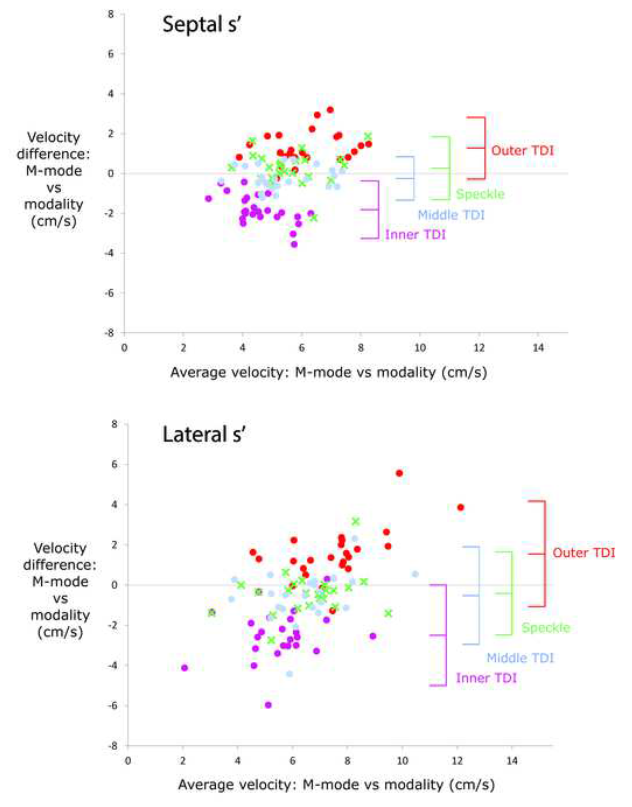 Septal s’
8
6
4
2
0
-2
-4
-6
-8
Velocity
difference:
M-mode
vs
modality
(cm/s)
Outer TDI
Speckle
Middle TDI
Inner TDI
0 2 4 6 8 10 12 14
Average velocity: M-mode vs modality (cm/s)
Lateral s’
8
6
4
2
0
-2
-4
-6
-8
Velocity
difference:
M-mode
vs
modality
(cm/s)
Outer TDI
Speckle
Middle TDI
Inner TDI
0 2 4 6 8 10 12 14
Average velocity: M-mode vs modality (cm/s)